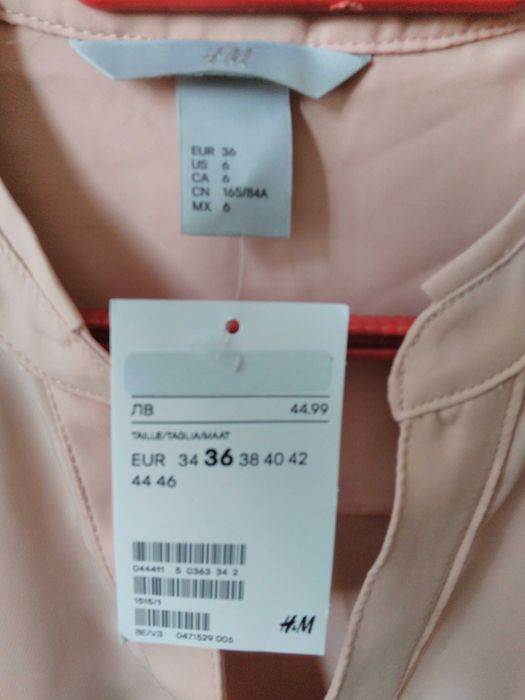 H&M
EUR 36
US 6
CA 6
CN 165/84A
MX 6
ЛВ 44.99
TAILLE/TAGLIA/MAAT
EUR 34 36 38 40 42
44 46
044411 5 0363 34 2
1515/1
BE/V3 0471529 006
H&M